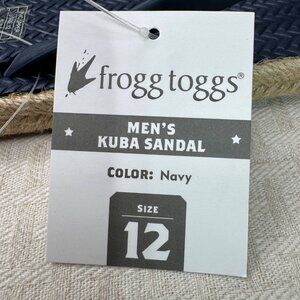 frogg toggs®
MEN'S
KUBA SANDAL
COLOR: Navy
SIZE
12